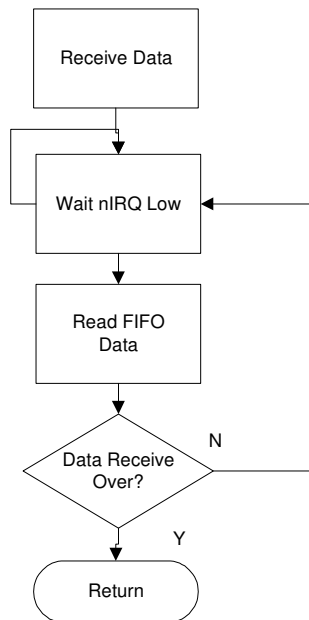 Receive Data
Wait nIRQ Low
Read FIFO
Data
Data Receive
Over?
N
Y
Return